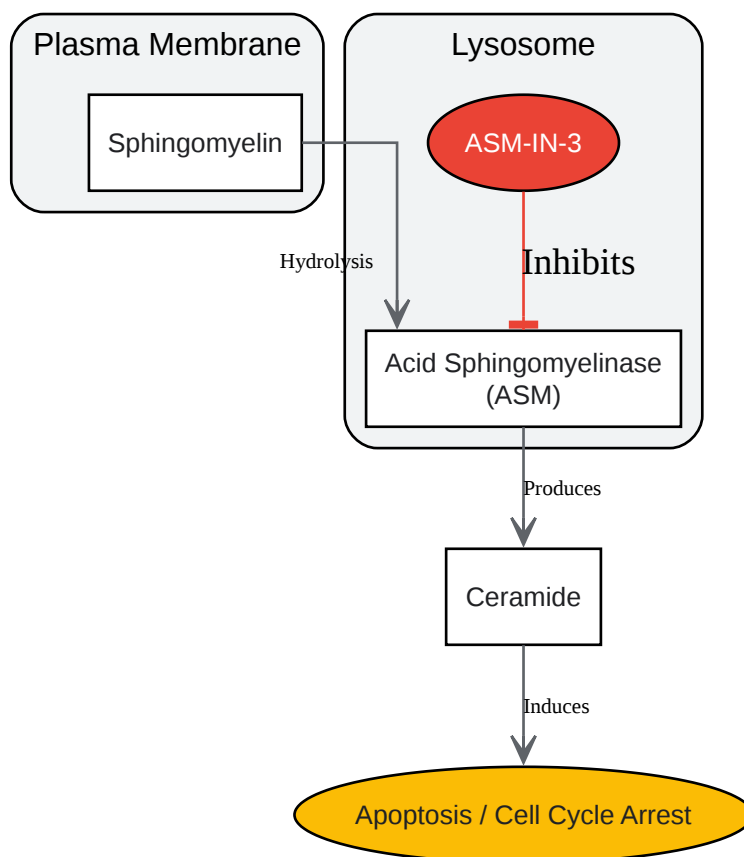 Plasma Membrane
Lysosome
Sphingomyelin
ASM-IN-3
Hydrolysis
Inhibits
Acid Sphingomyelinase
(ASM)
Produces
Ceramide
Induces
Apoptosis / Cell Cycle Arrest